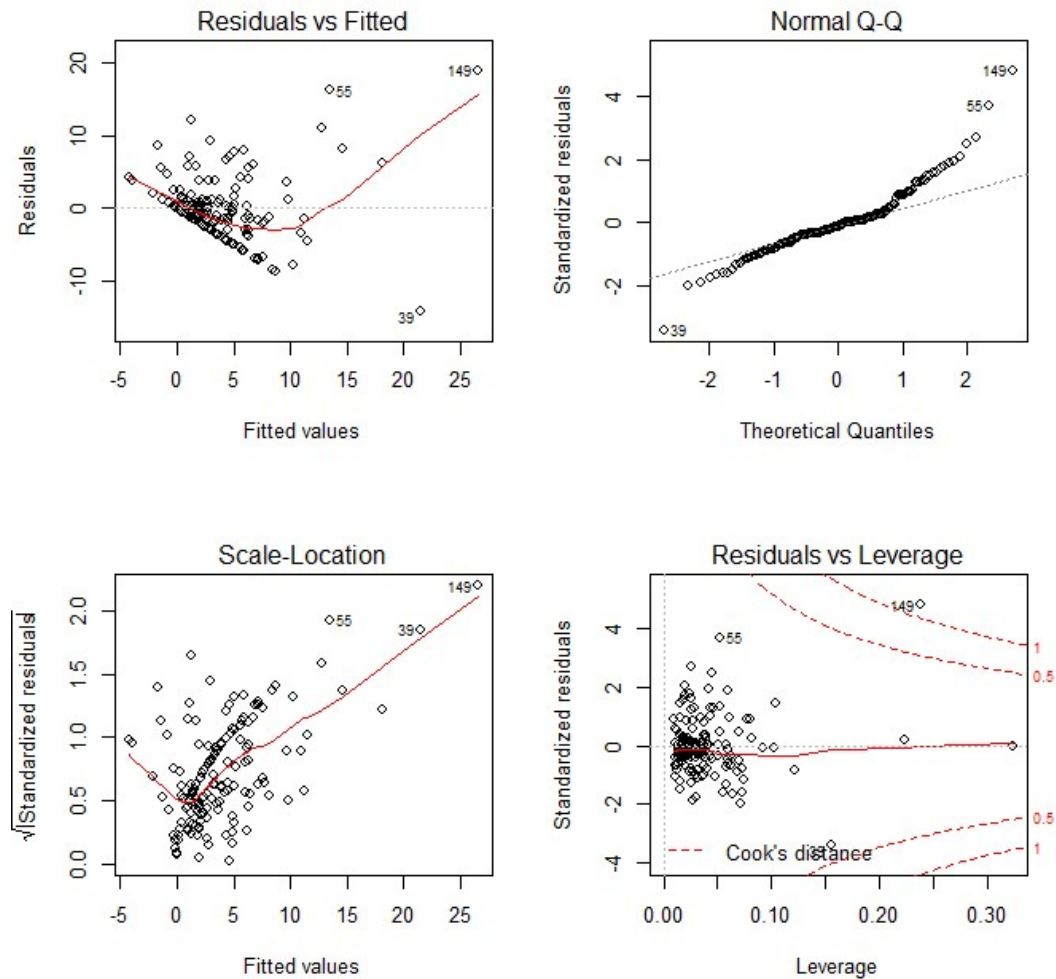 Residuals vs Fitted
Residuals
20
10
0
-10
149
55
39
-5 0 5 10 15 20 25
Fitted values
Normal Q-Q
Standardized residuals
4
2
0
-2
149
55
39
-2 -1 0 1 2
Theoretical Quantiles
Scale-Location
√|Standardized residuals|
2.0
1.5
1.0
0.5
0.0
149
55
39
-5 0 5 10 15 20 25
Fitted values
Residuals vs Leverage
Standardized residuals
4
2
0
-2
-4
149
55
1
0.5
0.5
1
39
Cook's distance
0.00 0.10 0.20 0.30
Leverage